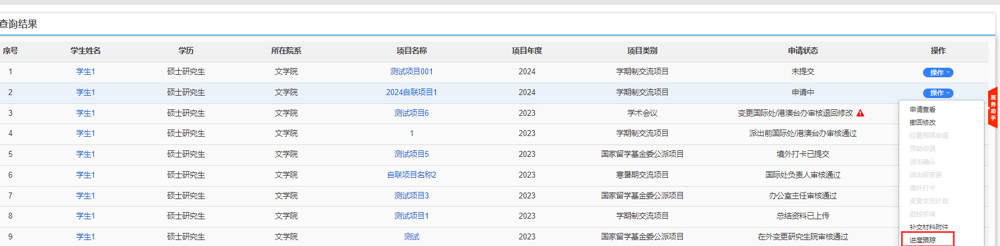 查询结果
序号 学生姓名 学历 所在院系 项目名称 项目年度 项目类别 申请状态 操作
1 学生1 硕士研究生 文学院 测试项目001 2024 学期制交流项目 未提交 操作
2 学生1 硕士研究生 文学院 2024自联项目1 2024 学期制交流项目 申请中 操作
3 学生1 硕士研究生 文学院 测试项目6 2023 学术会议 变更国际处/港澳台办审核退回修改
4 学生1 硕士研究生 文学院 1 2023 学期制交流项目 派出前国际处/港澳台办审核通过
5 学生1 硕士研究生 文学院 测试项目5 2023 国家留学基金委公派项目 境外打卡已提交
6 学生1 硕士研究生 文学院 自联项目名称2 2023 寒暑期交流项目 国际处负责人审核通过
7 学生1 硕士研究生 文学院 测试项目3 2023 国家留学基金委公派项目 办公室主任审核通过
8 学生1 硕士研究生 文学院 测试项目1 2023 学期制交流项目 总结资料已上传
9 学生1 硕士研究生 文学院 测试 2023 国家留学基金委公派项目 在外变更研究生院审核通过
申请查看
撤回修改
经费预算申请
资助申请
派出确认
派出前变更
境外打卡
变更交流计划
返校手续
补交材料附件
进度跟踪
服务助手